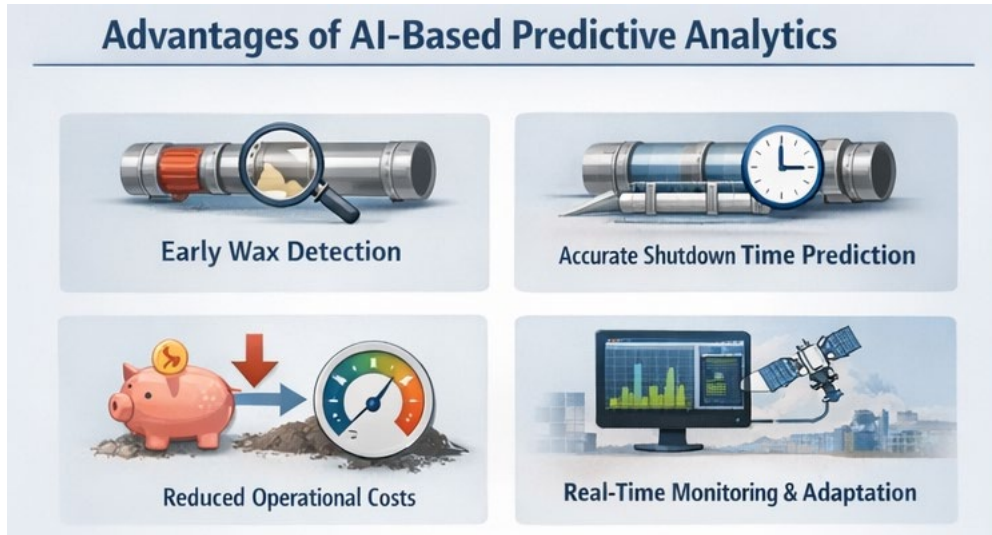 Advantages of AI-Based Predictive Analytics
Early Wax Detection
Accurate Shutdown Time Prediction
Reduced Operational Costs
Real-Time Monitoring & Adaptation